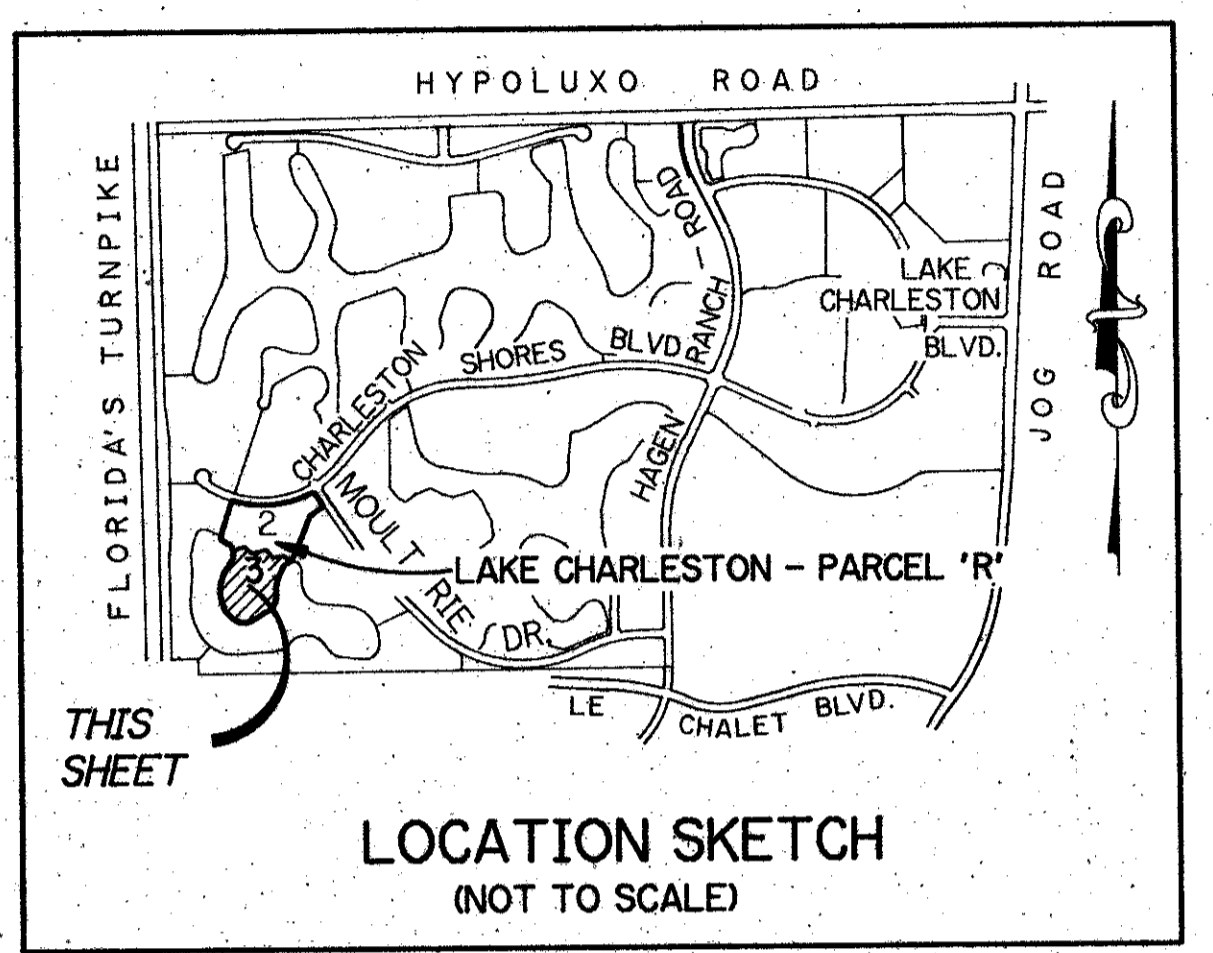 HYPOLUXO ROAD
FLORIDA'S TURNPIKE
JOG ROAD
HAGEN RANCH - ROAD
LAKE
CHARLESTON
BLVD.
CHARLESTON SHORES BLVD.
MOULTRIE DR.
2
3
LAKE CHARLESTON - PARCEL 'R'
LE CHALET BLVD.
THIS
SHEET
LOCATION SKETCH
(NOT TO SCALE)